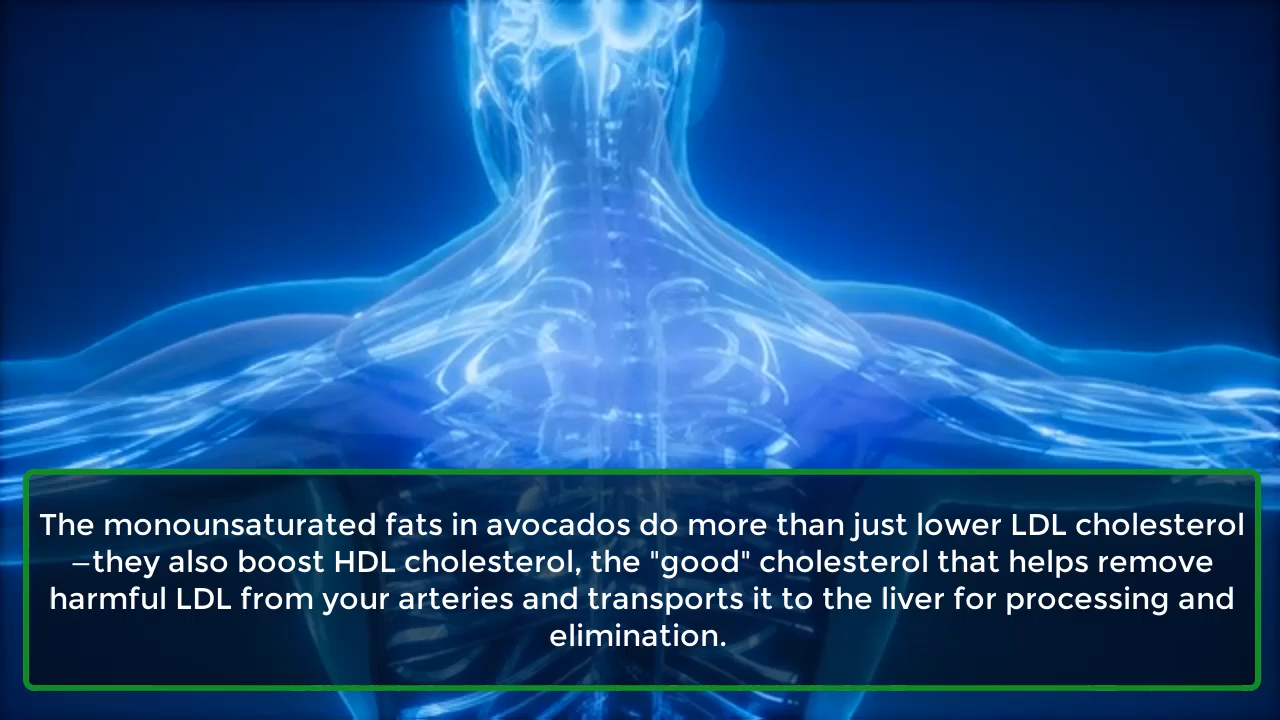 The monounsaturated fats in avocados do more than just lower LDL cholesterol
—they also boost HDL cholesterol, the "good" cholesterol that helps remove
harmful LDL from your arteries and transports it to the liver for processing and
elimination.